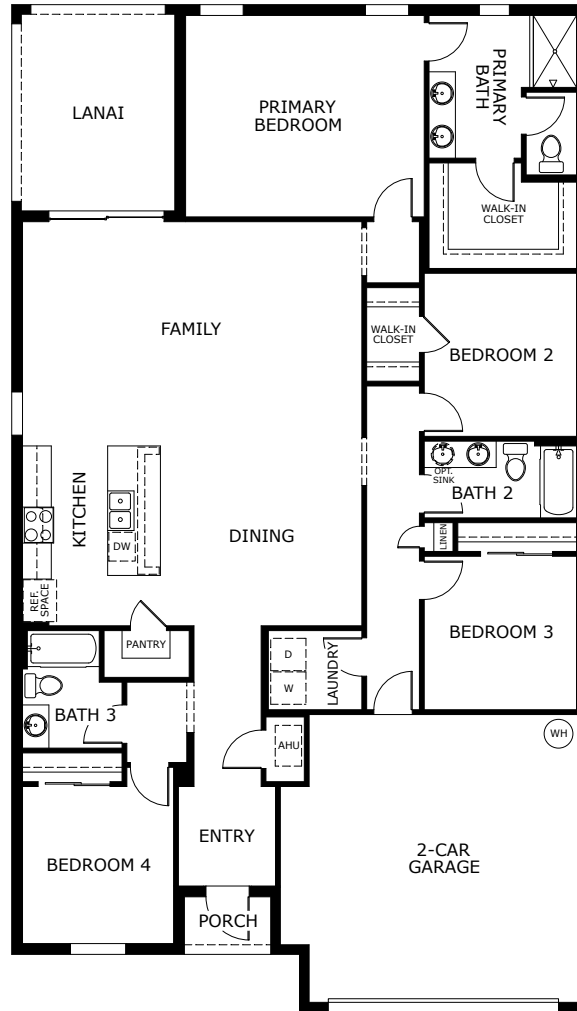 LANAI
PRIMARY
BEDROOM
PRIMARY
BATH
WALK-IN
CLOSET
FAMILY
WALK-IN
CLOSET
BEDROOM 2
OPT.
SINK
BATH 2
KITCHEN
DW
DINING
LINEN
REF.
SPACE
PANTRY
D
W
LAUNDRY
BEDROOM 3
BATH 3
AHU
WH
ENTRY
2-CAR
GARAGE
BEDROOM 4
PORCH